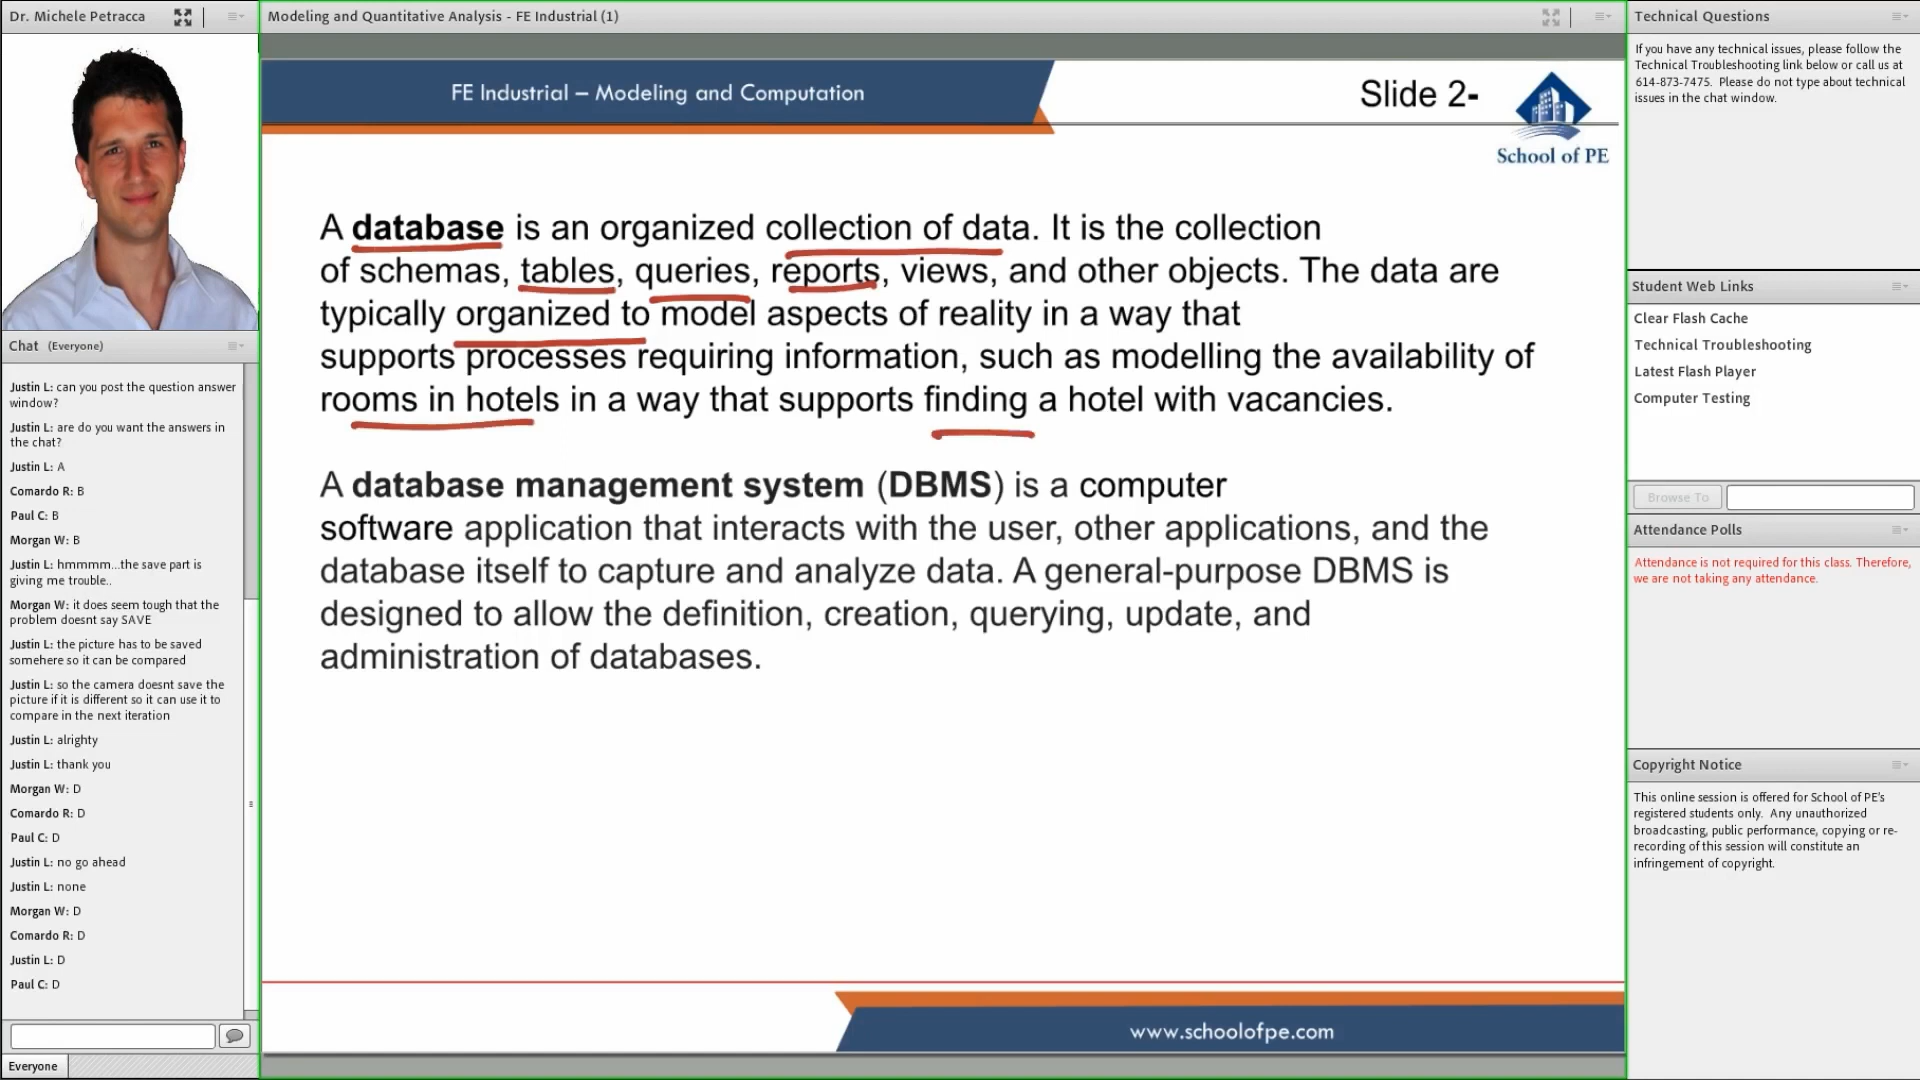 Dr. Michele Petracca
Modeling and Quantitative Analysis - FE Industrial (1)
Technical Questions
If you have any technical issues, please follow the
Technical Troubleshooting link below or call us at
614-873-7475.  Please do not type about technical
issues in the chat window.
FE Industrial – Modeling and Computation
Slide 2-
School of PE
A database is an organized collection of data. It is the collection
of schemas, tables, queries, reports, views, and other objects. The data are
typically organized to model aspects of reality in a way that
supports processes requiring information, such as modelling the availability of
rooms in hotels in a way that supports finding a hotel with vacancies.
A database management system (DBMS) is a computer
software application that interacts with the user, other applications, and the
database itself to capture and analyze data. A general-purpose DBMS is
designed to allow the definition, creation, querying, update, and
administration of databases.
www.schoolofpe.com
Chat (Everyone)
Justin L: can you post the question answer
window?
Justin L: are do you want the answers in
the chat?
Justin L: A
Comardo R: B
Paul C: B
Morgan W: B
Justin L: hmmmm...the save part is
giving me trouble..
Morgan W: it does seem tough that the
problem doesnt say SAVE
Justin L: the picture has to be saved
somehere so it can be compared
Justin L: so the camera doesnt save the
picture if it is different so it can use it to
compare in the next iteration
Justin L: alrighty
Justin L: thank you
Morgan W: D
Comardo R: D
Paul C: D
Justin L: no go ahead
Justin L: none
Morgan W: D
Comardo R: D
Justin L: D
Paul C: D
Everyone
Student Web Links
Clear Flash Cache
Technical Troubleshooting
Latest Flash Player
Computer Testing
Browse To
Attendance Polls
Attendance is not required for this class. Therefore,
we are not taking any attendance.
Copyright Notice
This online session is offered for School of PE's
registered students only.  Any unauthorized
broadcasting, public performance, copying or re-
recording of this session will constitute an
infringement of copyright.